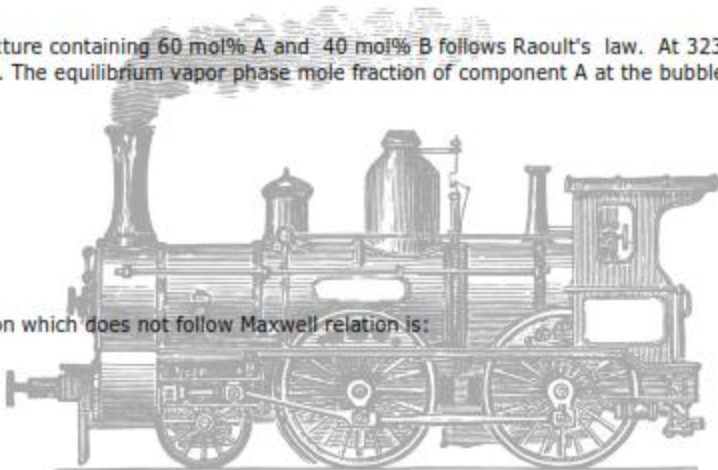 ture containing 60 mol% A and 40 mol% B follows Raoult's law. At 323
. The equilibrium vapor phase mole fraction of component A at the bubble
on which does not follow Maxwell relation is: